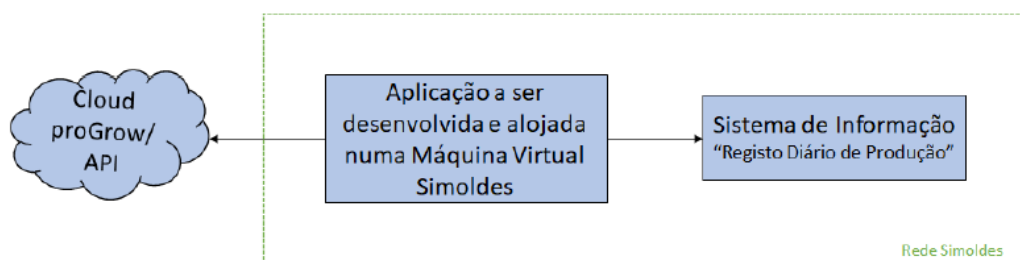 Cloud
proGrow/
API
Aplicação a ser
desenvolvida e alojada
numa Máquina Virtual
Simoldes
Sistema de Informação
“Registo Diário de Produção”
Rede Simoldes